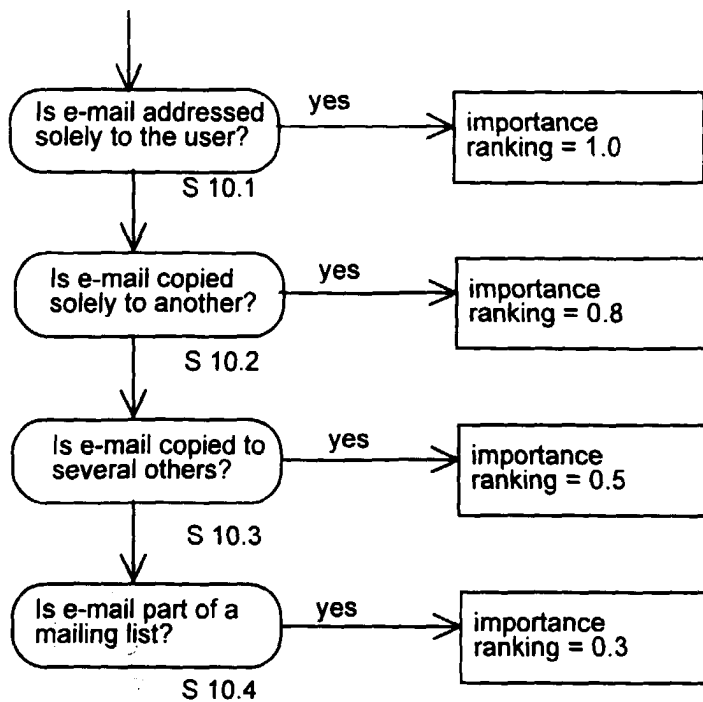 Is e-mail addressed
solely to the user?
yes
importance
ranking = 1.0
S 10.1
Is e-mail copied
solely to another?
yes
importance
ranking = 0.8
S 10.2
Is e-mail copied to
several others?
yes
importance
ranking = 0.5
S 10.3
Is e-mail part of a
mailing list?
yes
importance
ranking = 0.3
S 10.4